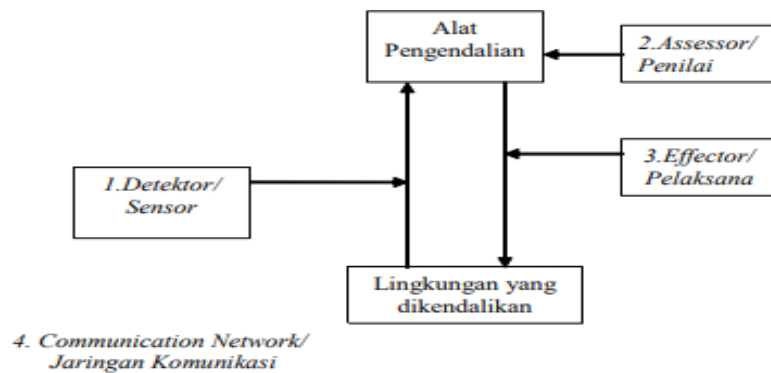 Alat
Pengendalian
2.Assessor/
Penilai
1.Detektor/
Sensor
3.Effector/
Pelaksana
Lingkungan yang
dikendalikan
4. Communication Network/
Jaringan Komunikasi